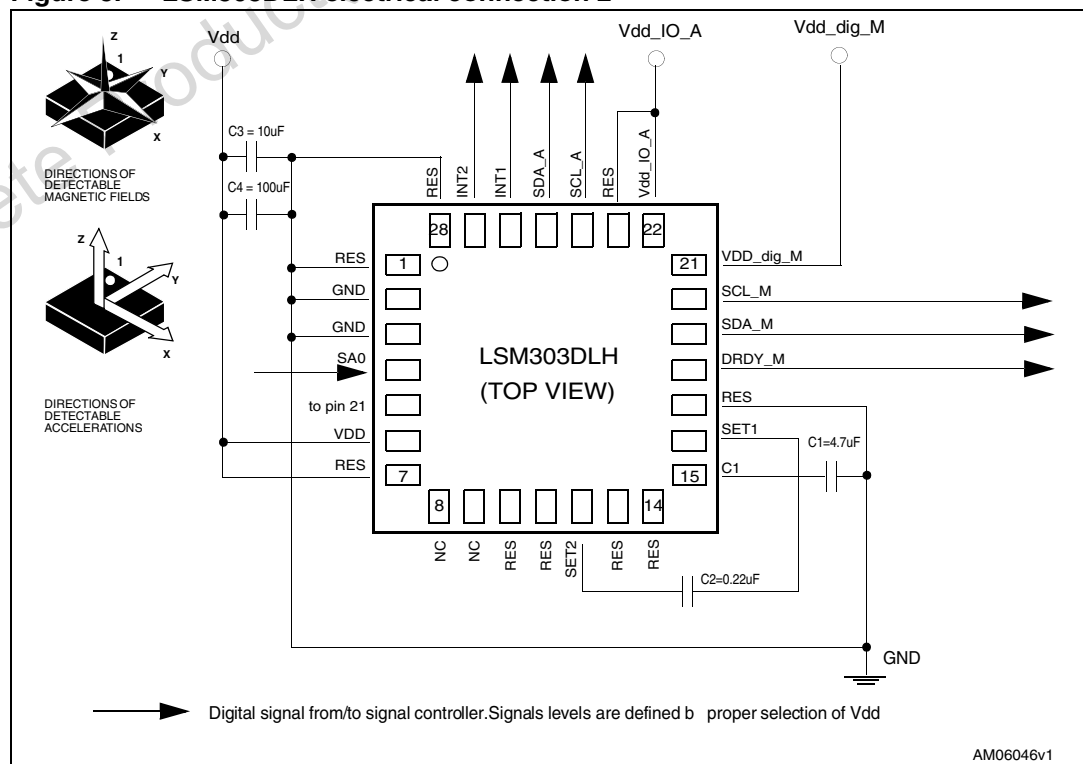 z
1
Y
x
DIRECTIONS OF
DETECTABLE
MAGNETIC FIELDS
Z
1
Y
X
DIRECTIONS OF
DETECTABLE
ACCELERATIONS
Vdd
Vdd_IO_A
Vdd_dig_M
C3 = 10uF
C4 = 100uF
RES
INT2
INT1
SDA_A
SCL_A
RES
Vdd_IO_A
28
22
RES
1
21
VDD_dig_M
GND
SCL_M
GND
SDA_M
SA0
DRDY_M
LSM303DLH
(TOP VIEW)
to pin 21
RES
VDD
SET1
C1=4.7uF
RES
7
15
C1
8
14
NC
NC
RES
RES
SET2
RES
RES
C2=0.22uF
GND
Digital signal from/to signal controller.Signals levels are defined b proper selection of Vdd
AM06046v1